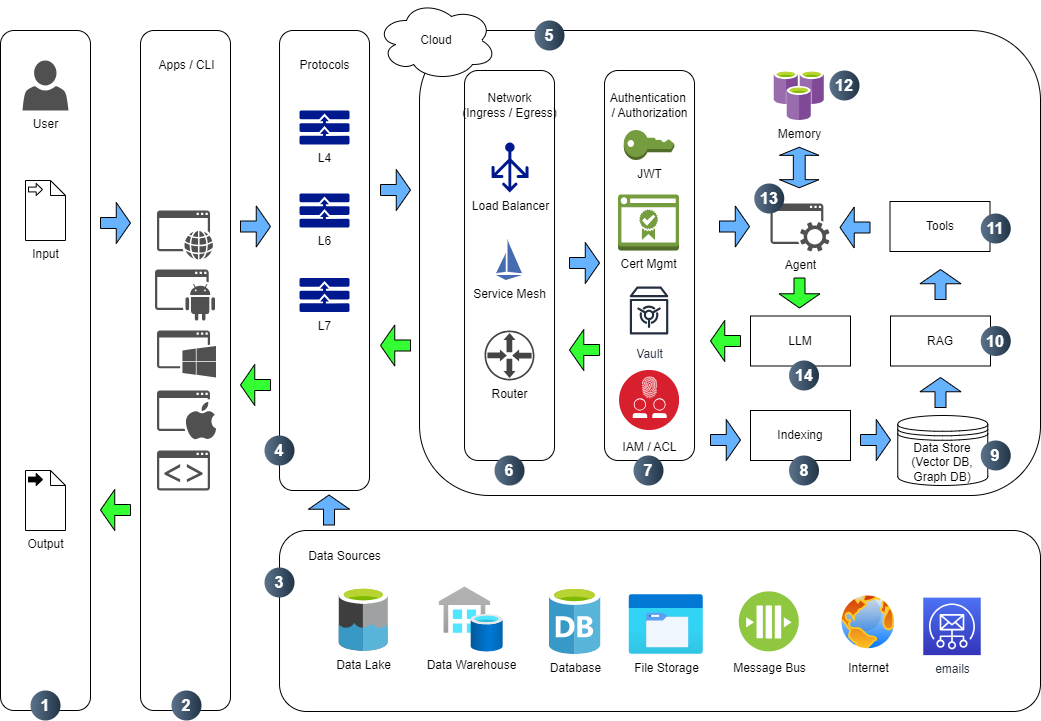 User
Input
Output
1
Apps / CLI
2
Protocols
L4
L6
L7
4
Cloud
5
Network
(Ingress / Egress)
Load Balancer
Service Mesh
Router
6
Authentication
/ Authorization
JWT
Cert Mgmt
Vault
IAM / ACL
7
12
Memory
13
Agent
Tools
11
LLM
14
RAG
10
Indexing
8
Data Store
(Vector DB,
Graph DB)
9
Data Sources
3
Data Lake
Data Warehouse
DB
Database
File Storage
Message Bus
Internet
emails